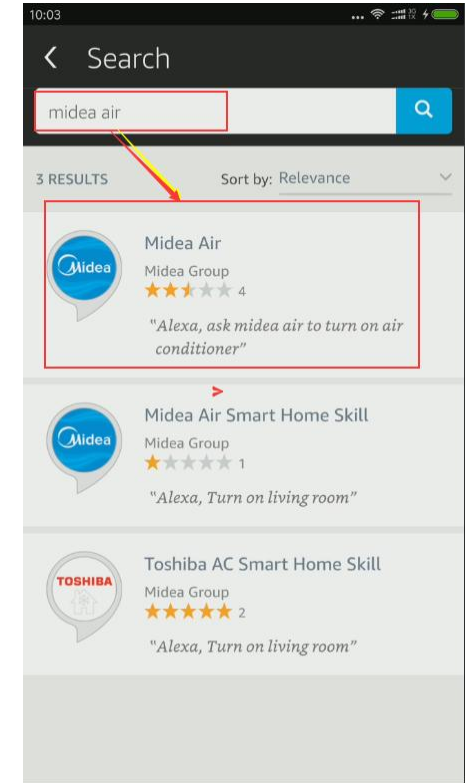 10:03
3G
1X
Search
midea air
3 RESULTS
Sort by: Relevance
Midea
Midea Air
Midea Group
4
"Alexa, ask midea air to turn on air
conditioner"
Midea
Midea Air Smart Home Skill
Midea Group
1
"Alexa, Turn on living room"
TOSHIBA
Toshiba AC Smart Home Skill
Midea Group
2
"Alexa, Turn on living room"